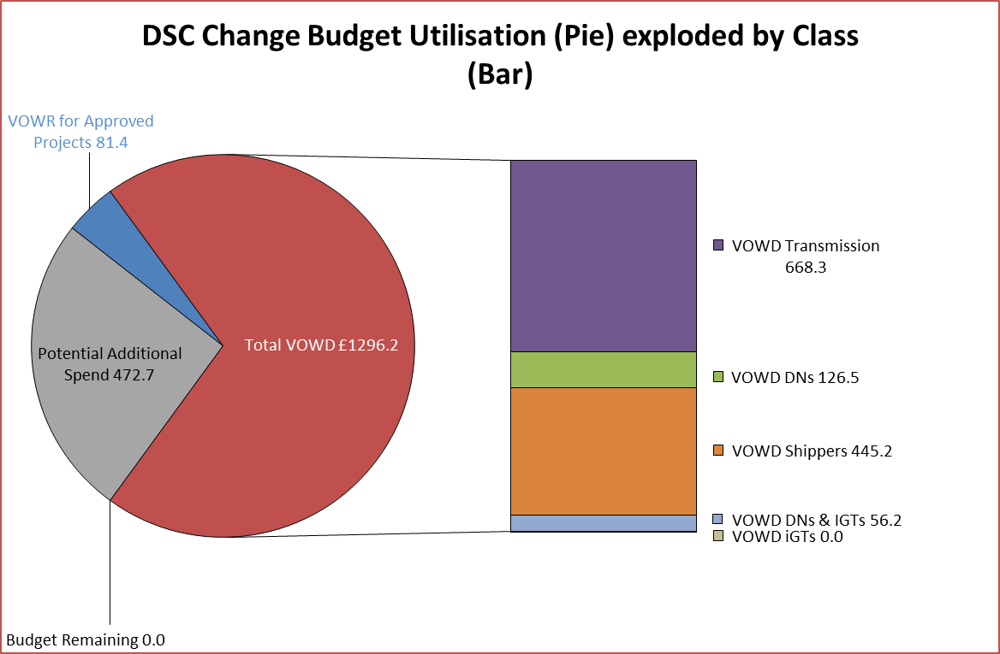 DSC Change Budget Utilisation (Pie) exploded by Class
(Bar)
VOWR for Approved
Projects 81.4
Potential Additional
Spend 472.7
Total VOWD £1296.2
Budget Remaining 0.0
VOWD Transmission
668.3
VOWD DNs 126.5
VOWD Shippers 445.2
VOWD DNs & IGTs 56.2
VOWD iGTs 0.0